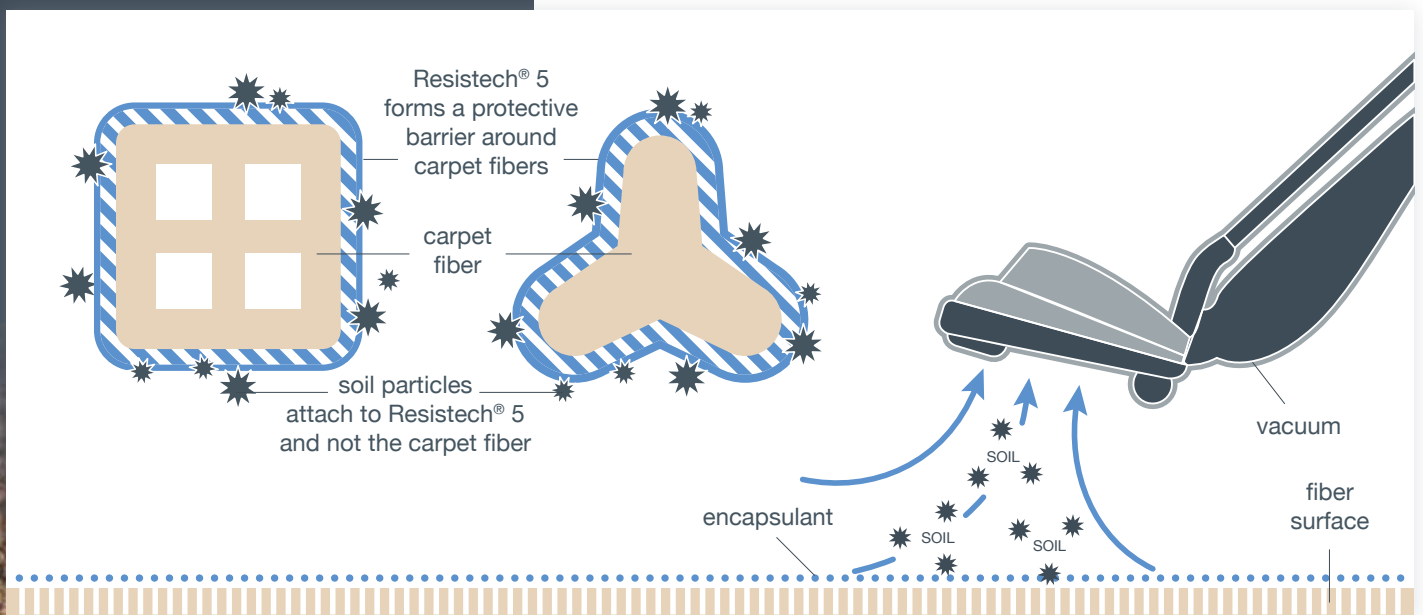 Resistech® 5
forms a protective
barrier around
carpet fibers
carpet
fiber
soil particles
attach to Resistech® 5
and not the carpet fiber
vacuum
SOIL
fiber
surface
encapsulant
SOIL
SOIL